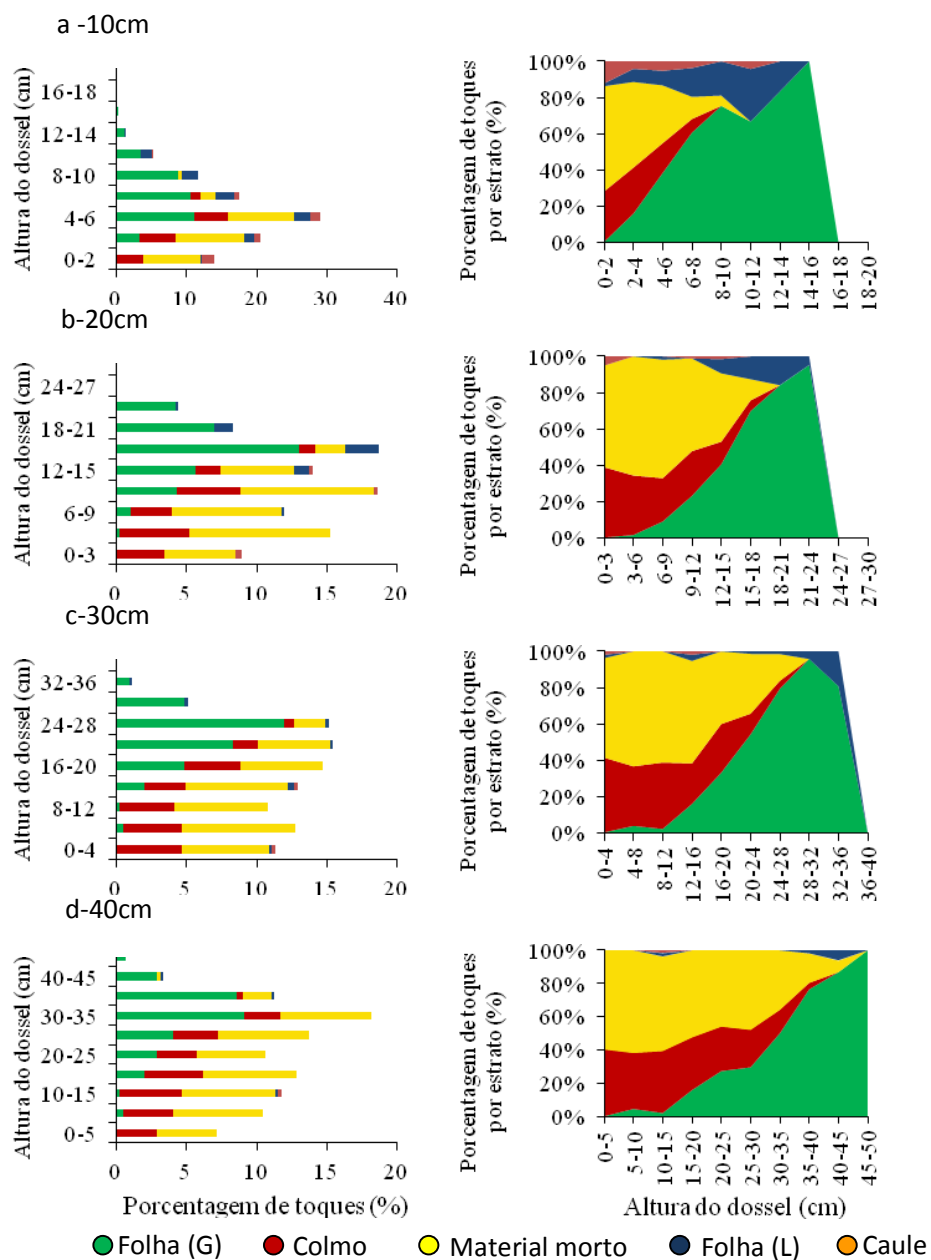 a -10cm
Altura do dossel (cm)
16-18
12-14
8-10
4-6
0-2
0 10 20 30 40
Porcentagem de toques
por estrato (%)
100%
80%
60%
40%
20%
0%
0-2 2-4 4-6 6-8 8-10 10-12 12-14 14-16 16-18 18-20
b-20cm
Altura do dossel (cm)
24-27
18-21
12-15
6-9
0-3
0 5 10 15 20
Porcentagem de toques
por estrato (%)
100%
80%
60%
40%
20%
0%
0-3 3-6 6-9 9-12 12-15 15-18 18-21 21-24 24-27 27-30
c-30cm
Altura do dossel (cm)
32-36
24-28
16-20
8-12
0-4
0 5 10 15 20
Porcentagem de toques
por estrato (%)
100%
80%
60%
40%
20%
0%
0-4 4-8 8-12 12-16 16-20 20-24 24-28 28-32 32-36 36-40
d-40cm
Altura do dossel (cm)
40-45
30-35
20-25
10-15
0-5
0 5 10 15 20
Porcentagem de toques (%)
Porcentagem de toques
por estrato (%)
100%
80%
60%
40%
20%
0%
0-5 5-10 10-15 15-20 20-25 25-30 30-35 35-40 40-45 45-50
Altura do dossel (cm)
Folha (G) Colmo Material morto Folha (L) Caule